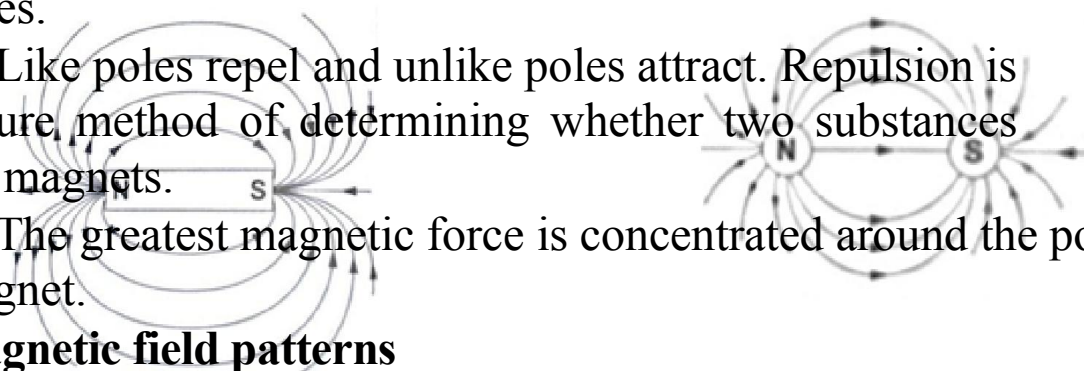 es.
Like poles repel and unlike poles attract. Repulsion is
ure method of determining whether two substances
magnets.
N S
N S
The greatest magnetic force is concentrated around the po
gnet.
gnetic field patterns